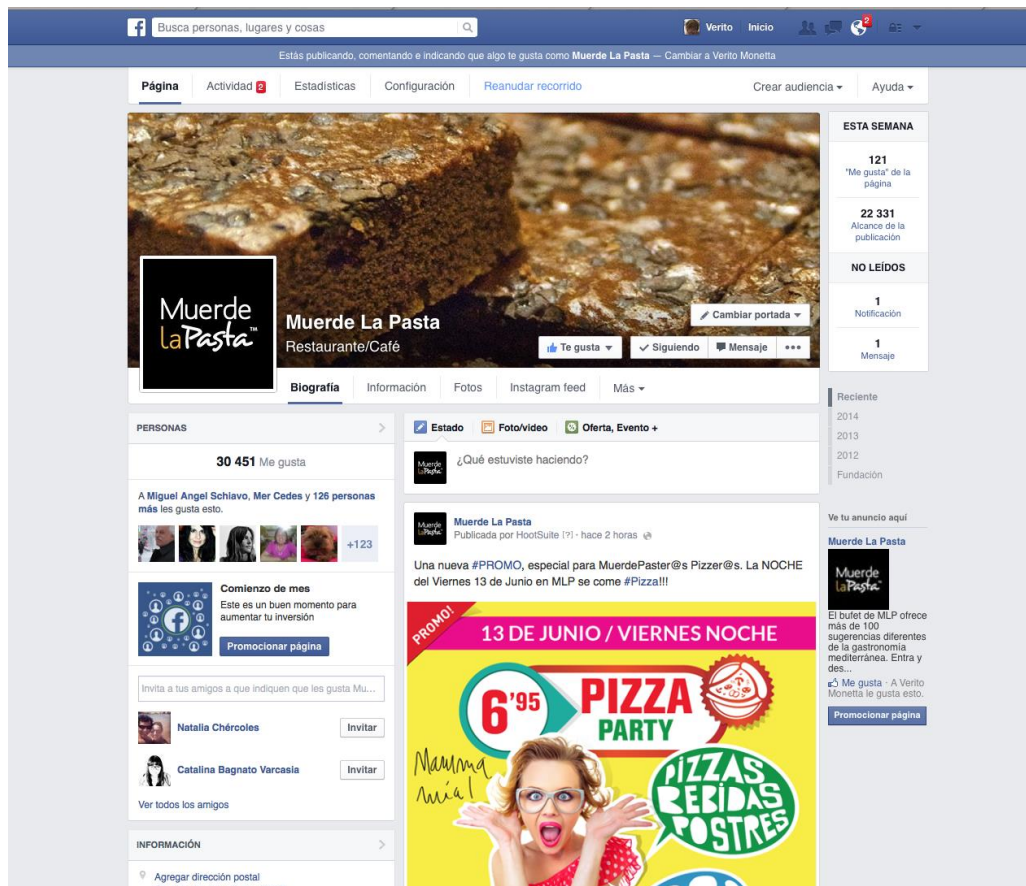 Busca personas, lugares y cosas
Verito
Inicio
2
Estás publicando, comentando e indicando que algo te gusta como Muerde La Pasta — Cambiar a Verito Monetta
Página
Actividad 2
Estadísticas
Configuración
Reanudar recorrido
Crear audiencia
Ayuda
Muerde
laPasta™
Muerde La Pasta
Restaurante/Café
Cambiar portada
Te gusta
Siguiendo
Mensaje
Biografía
Información
Fotos
Instagram feed
Más
ESTA SEMANA
121
"Me gusta" de la
página
22 331
Alcance de la
publicación
NO LEÍDOS
1
Notificación
1
Mensaje
Reciente
2014
2013
2012
Fundación
PERSONAS
30 451 Me gusta
A Miguel Angel Schiavo, Mer Cedes y 126 personas
más les gusta esto.
+123
Comienzo de mes
Este es un buen momento para
aumentar tu inversión
Promocionar página
Invita a tus amigos a que indiquen que les gusta Mu...
Natalia Chércoles
Invitar
Catalina Bagnato Varcasia
Invitar
Ver todos los amigos
INFORMACIÓN
Agregar dirección postal
Estado
Foto/video
Oferta, Evento +
Muerde
laPasta
¿Qué estuviste haciendo?
Muerde
laPasta
Muerde La Pasta
Publicada por HootSuite [?] · hace 2 horas
Una nueva #PROMO, especial para MuerdePaster@s Pizzer@s. La NOCHE
del Viernes 13 de Junio en MLP se come #Pizza!!!
PROMO!
13 DE JUNIO / VIERNES NOCHE
6'95
PIZZA
PARTY
Mamma
mía!
PIZZAS
BEBIDAS
POSTRES
Ve tu anuncio aquí
Muerde La Pasta
Muerde
laPasta
El bufet de MLP ofrece
más de 100
sugerencias diferentes
de la gastronomía
mediterránea. Entra y
des...
Me gusta · A Verito
Monetta le gusta esto.
Promocionar página